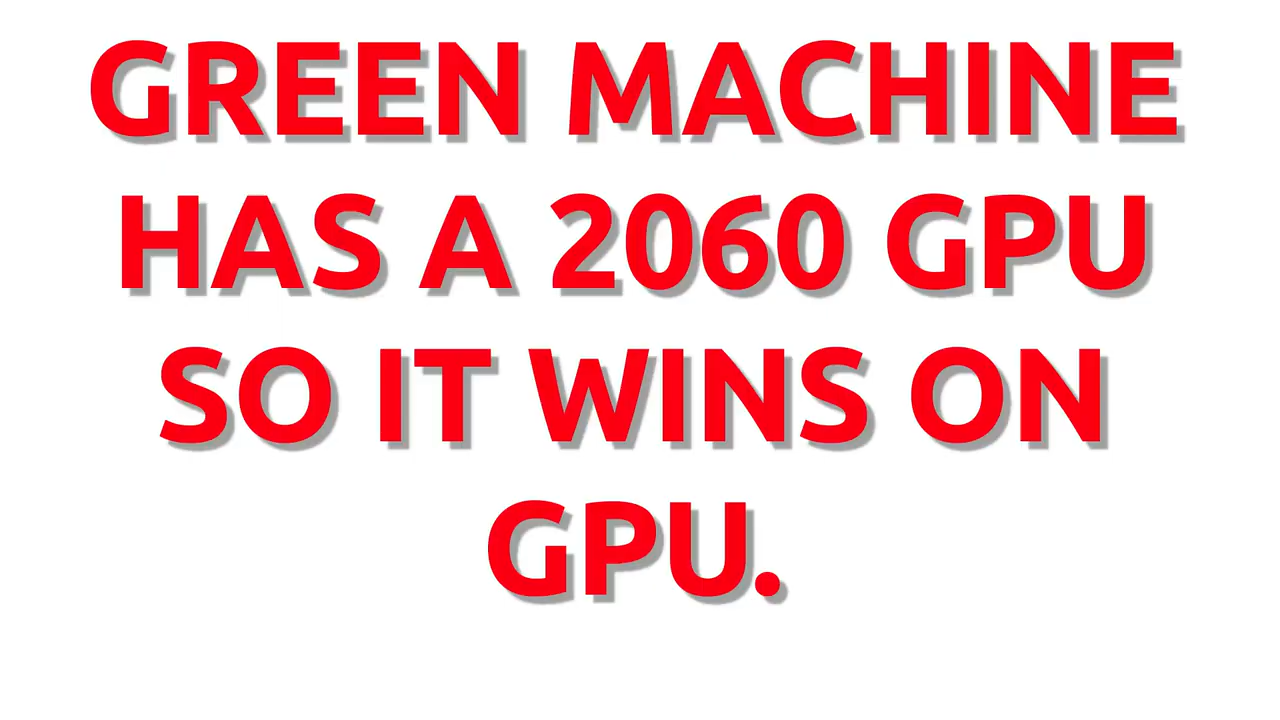 GREEN MACHINE
HAS A 2060 GPU
SO IT WINS ON
GPU.